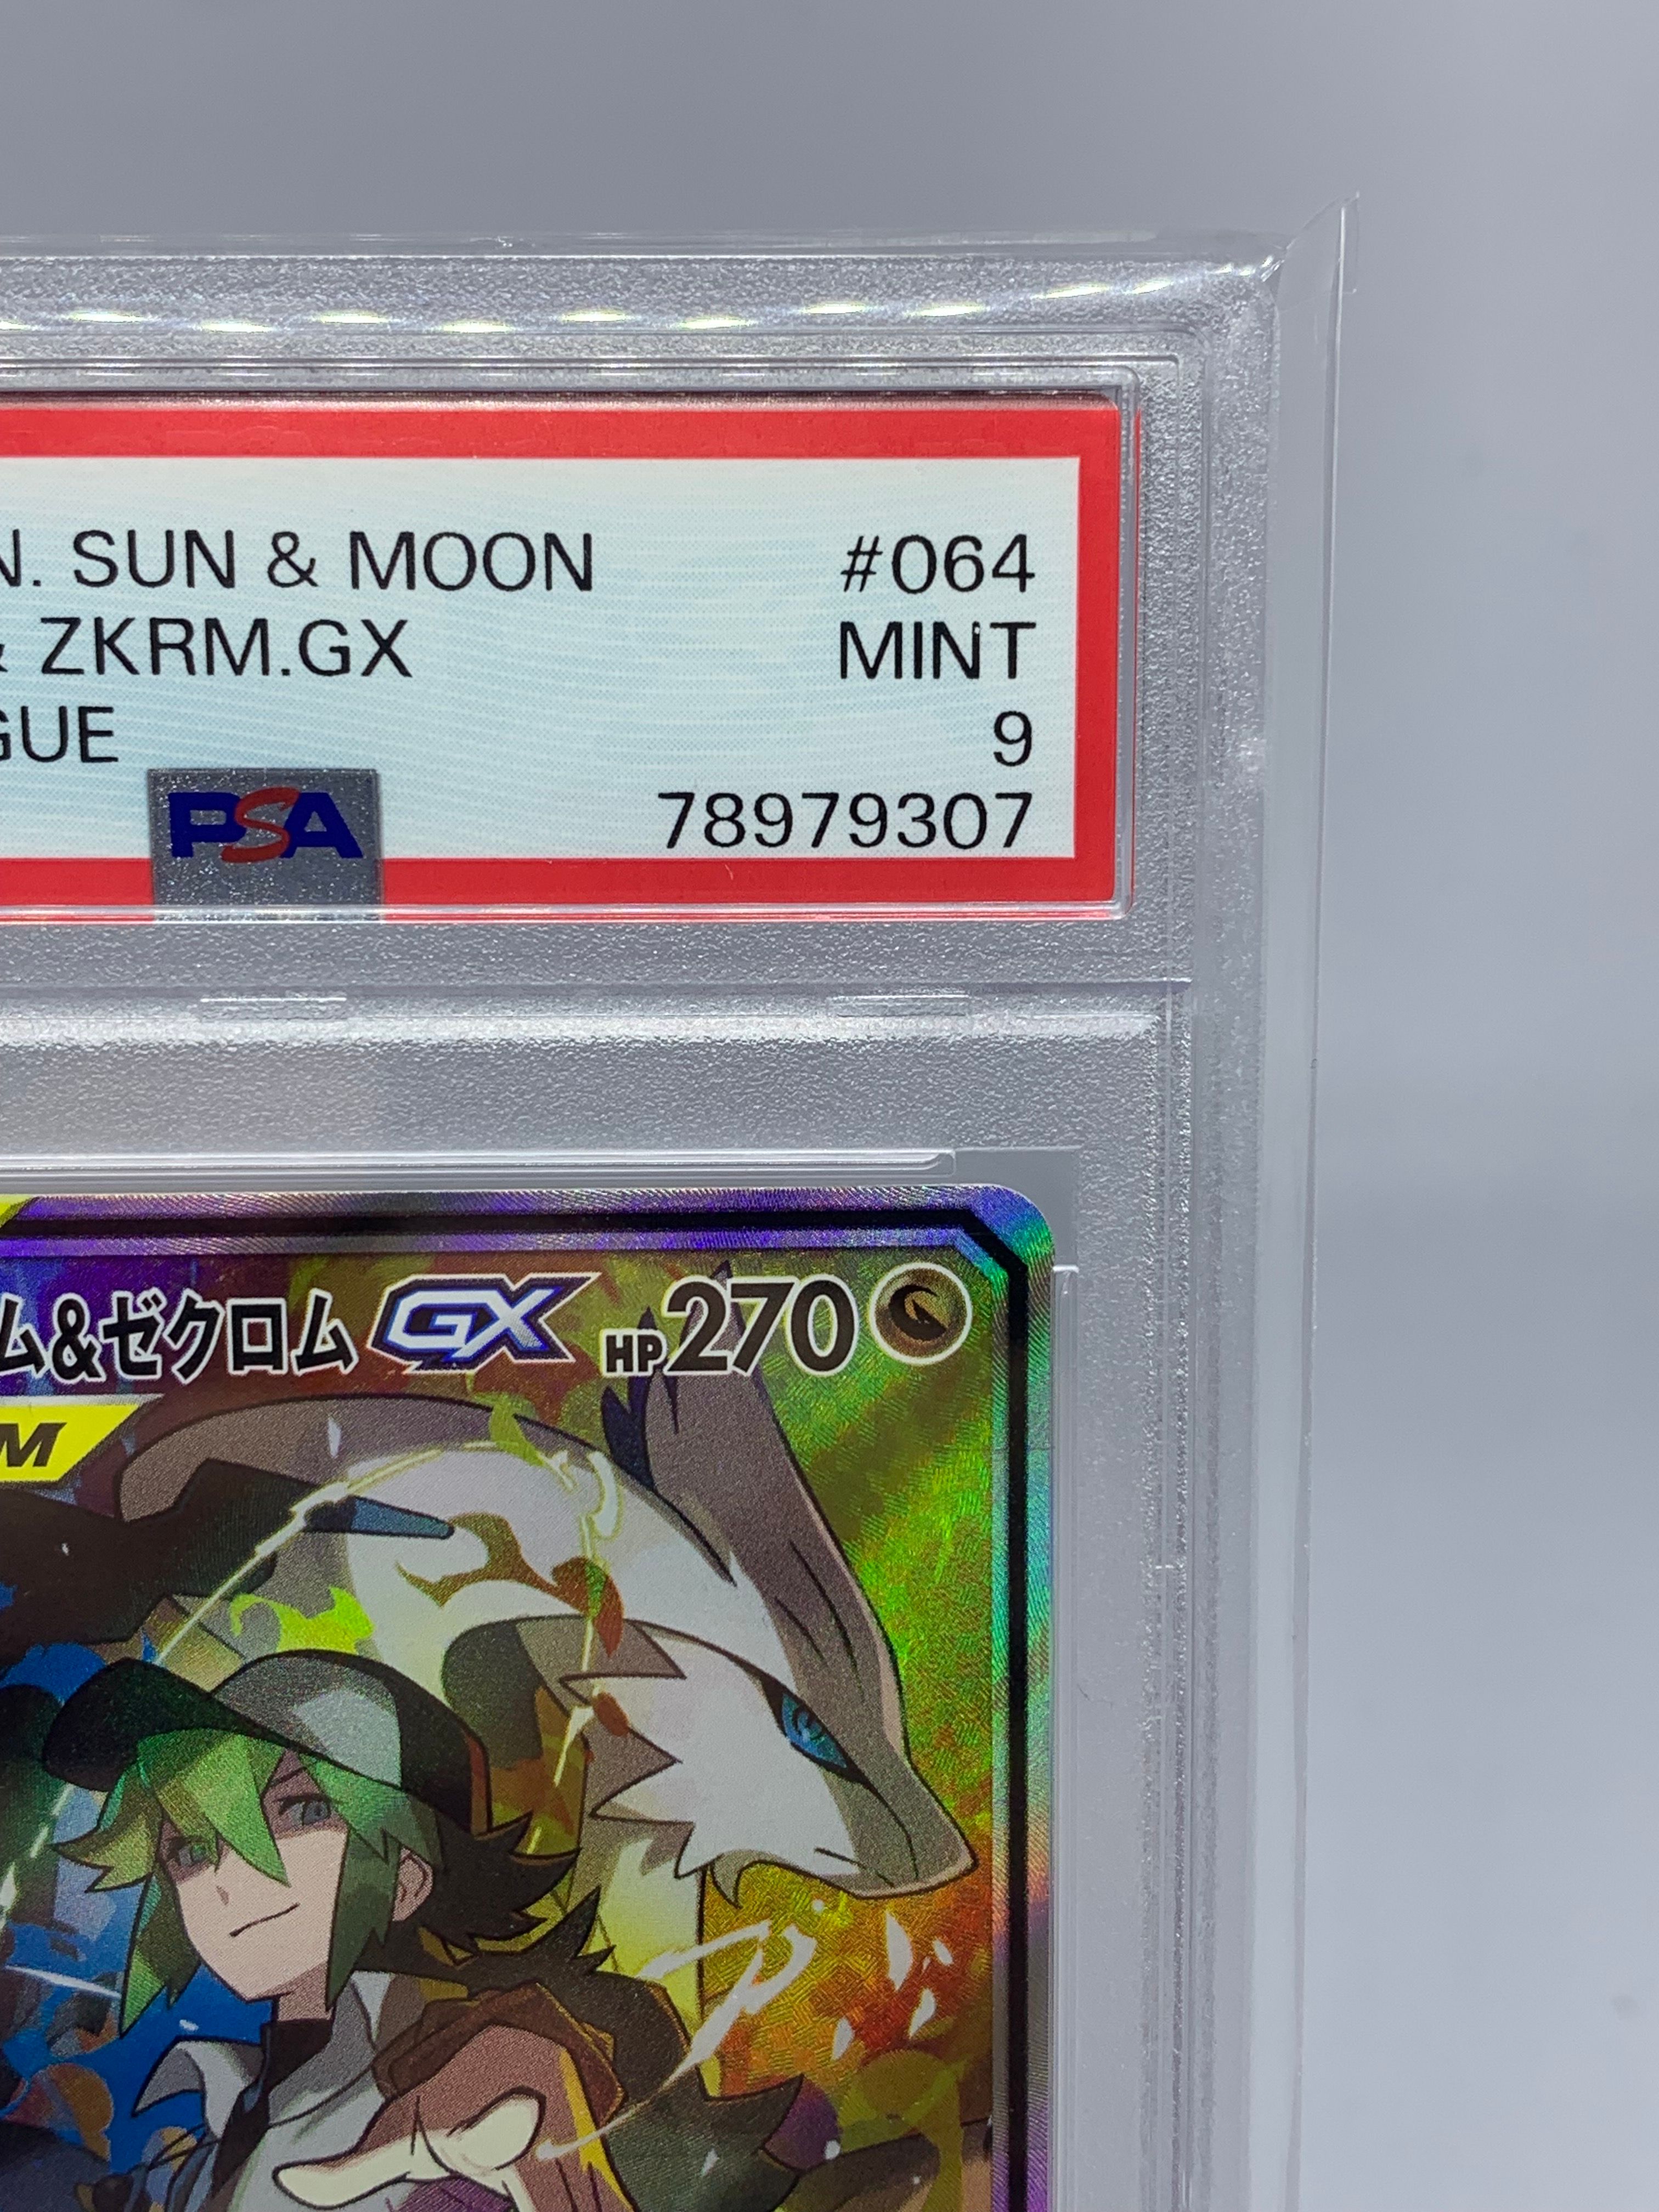 N. SUN & MOON #064
& ZKRM.GX MINT
GUE 9
PSA 78979307
ム&ゼクロム GX HP270
M